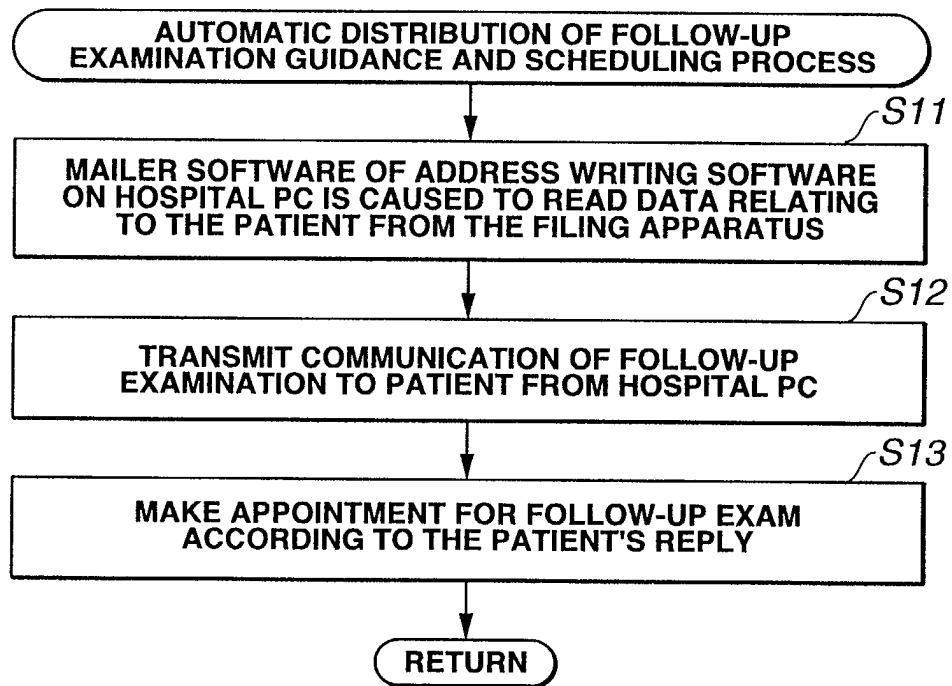 AUTOMATIC DISTRIBUTION OF FOLLOW-UP
EXAMINATION GUIDANCE AND SCHEDULING PROCESS
S11
MAILER SOFTWARE OF ADDRESS WRITING SOFTWARE
ON HOSPITAL PC IS CAUSED TO READ DATA RELATING
TO THE PATIENT FROM THE FILING APPARATUS
S12
TRANSMIT COMMUNICATION OF FOLLOW-UP
EXAMINATION TO PATIENT FROM HOSPITAL PC
S13
MAKE APPOINTMENT FOR FOLLOW-UP EXAM
ACCORDING TO THE PATIENT'S REPLY
RETURN